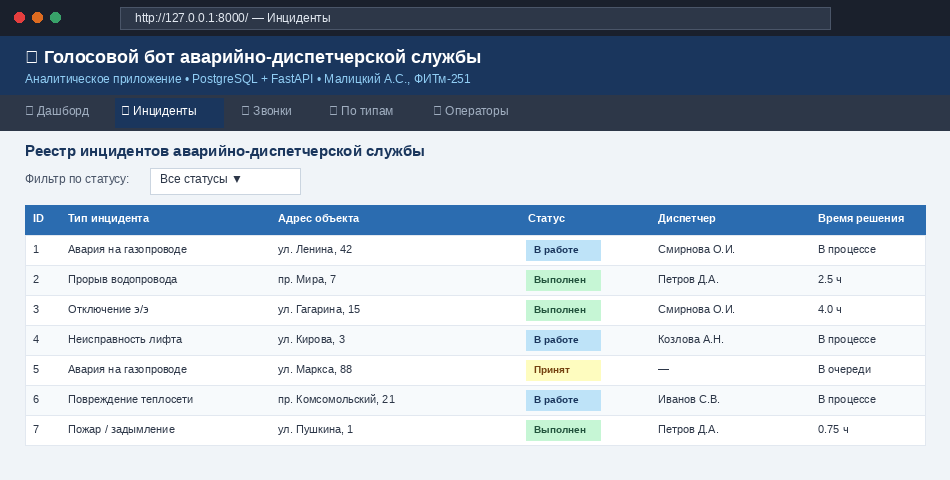 http://127.0.0.1:8000/ — Инциденты
Голосовой бот аварийно-диспетчерской службы
Аналитическое приложение • PostgreSQL + FastAPI • Малицкий А.С., ФИТм-251
Дашборд Инциденты Звонки По типам Операторы
Реестр инцидентов аварийно-диспетчерской службы
Фильтр по статусу: Все статусы ▼
ID Тип инцидента Адрес объекта Статус Диспетчер Время решения
1 Авария на газопроводе ул. Ленина, 42 В работе Смирнова О.И. В процессе
2 Прорыв водопровода пр. Мира, 7 Выполнен Петров Д.А. 2.5 ч
3 Отключение э/э ул. Гагарина, 15 Выполнен Смирнова О.И. 4.0 ч
4 Неисправность лифта ул. Кирова, 3 В работе Козлова А.Н. В процессе
5 Авария на газопроводе ул. Маркса, 88 Принят — В очереди
6 Повреждение теплосети пр. Комсомольский, 21 В работе Иванов С.В. В процессе
7 Пожар / задымление ул. Пушкина, 1 Выполнен Петров Д.А. 0.75 ч